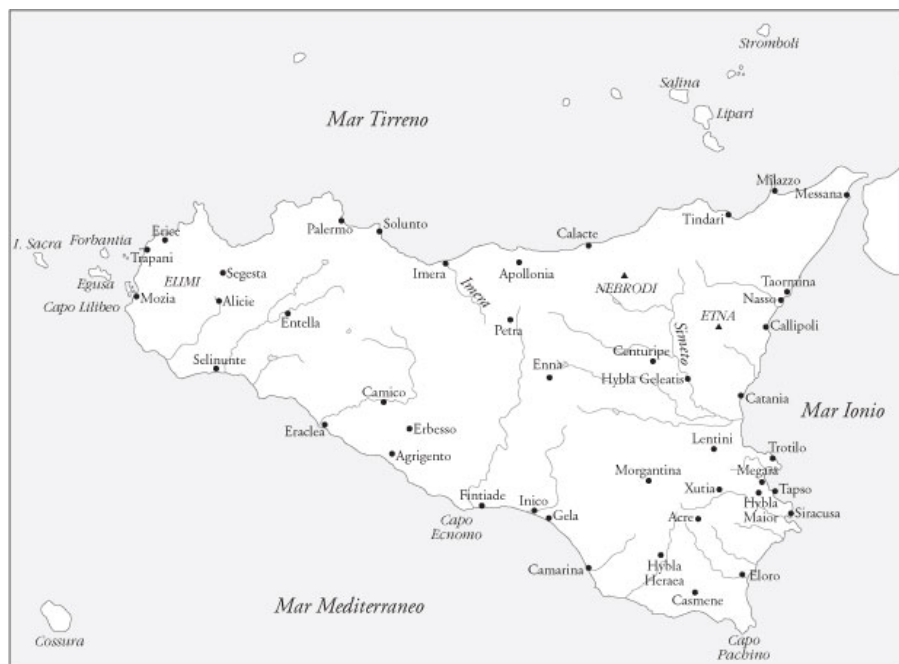 Stromboli
Salina
Lipari
Mar Tirreno
Milazzo
Messana
Tindari
Palermo
Solunto
Calacte
Erice
I. Sacra
Forbantia
Trapani
Imera
Apollonia
ELIMI
Segesta
Egusa
Mozia
Alicie
Capo Lilibeo
Entella
Imera
NEBRODI
Taormina
Nasso
Petra
Simeto
ETNA
Callipoli
Centuripe
Selinunte
Enna
Hybla Geleatis
Camico
Catania
Mar Ionio
Eraclea
Erbesso
Agrigento
Lentini
Trotilo
Morgantina
Megara
Xutia
Tapso
Hybla
Maior
Fintiade
Inico
Siracusa
Gela
Acre
Capo
Ecnomo
Camarina
Hybla
Heraea
Eloro
Casmene
Mar Mediterraneo
Cossura
Capo
Pachino